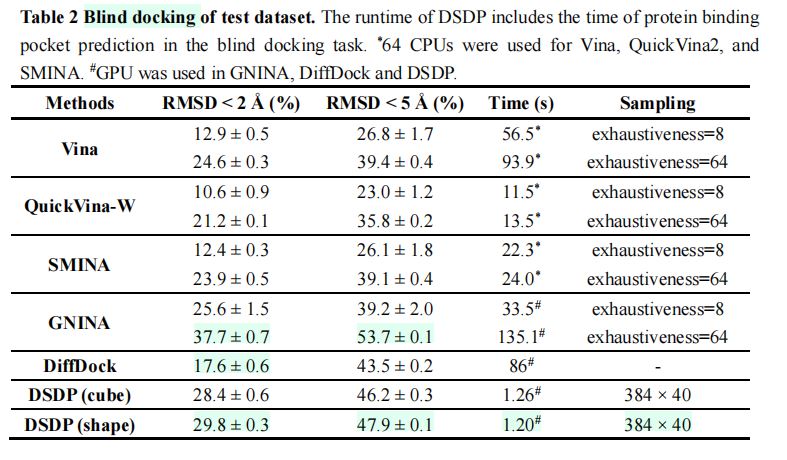 Table 2 Blind docking of test dataset. The runtime of DSDP includes the time of protein binding
pocket prediction in the blind docking task. *64 CPUs were used for Vina, QuickVina2, and
SMINA. #GPU was used in GNINA, DiffDock and DSDP.
Methods RMSD < 2 Å (%) RMSD < 5 Å (%) Time (s) Sampling
Vina
12.9 ± 0.5 26.8 ± 1.7 56.5* exhaustiveness=8
24.6 ± 0.3 39.4 ± 0.4 93.9* exhaustiveness=64
QuickVina-W
10.6 ± 0.9 23.0 ± 1.2 11.5* exhaustiveness=8
21.2 ± 0.1 35.8 ± 0.2 13.5* exhaustiveness=64
SMINA
12.4 ± 0.3 26.1 ± 1.8 22.3* exhaustiveness=8
23.9 ± 0.5 39.1 ± 0.4 24.0* exhaustiveness=64
GNINA
25.6 ± 1.5 39.2 ± 2.0 33.5# exhaustiveness=8
37.7 ± 0.7 53.7 ± 0.1 135.1# exhaustiveness=64
DiffDock 17.6 ± 0.6 43.5 ± 0.2 86# -
DSDP (cube) 28.4 ± 0.6 46.2 ± 0.3 1.26# 384 × 40
DSDP (shape) 29.8 ± 0.3 47.9 ± 0.1 1.20# 384 × 40